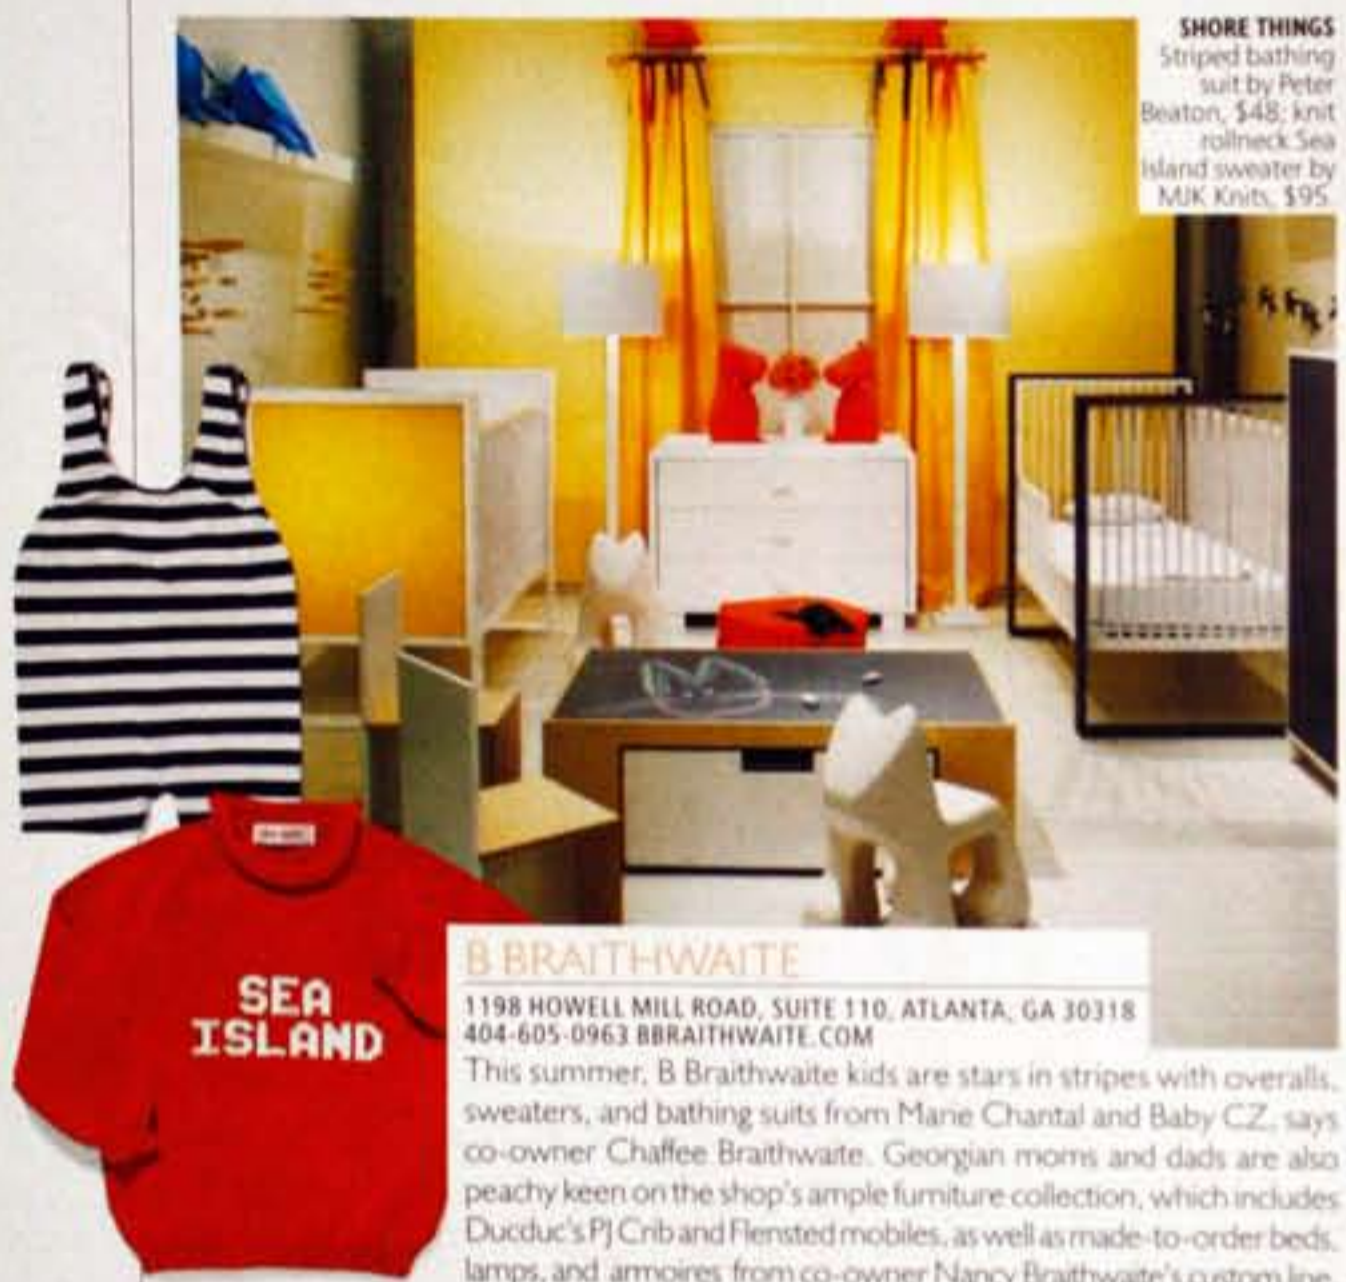 SHORE THINGS
Striped bathing
suit by Peter
Beaton, $48; knit
rollneck Sea
Island sweater by
MJK Knits, $95.
SEA
ISLAND
B BRAITHWAITE
1198 HOWELL MILL ROAD, SUITE 110, ATLANTA, GA 30318
404-605-0963 BBRAITHWAITE.COM
This summer, B Braithwaite kids are stars in stripes with overalls,
sweaters, and bathing suits from Marie Chantal and Baby CZ, says
co-owner Chaffee Braithwaite. Georgian moms and dads are also
peachy keen on the shop's ample furniture collection, which includes
Ducduc's PJ Crib and Flensted mobiles, as well as made-to-order beds,
lamps, and armoires from co-owner Nancy Braithwaite's custom line.